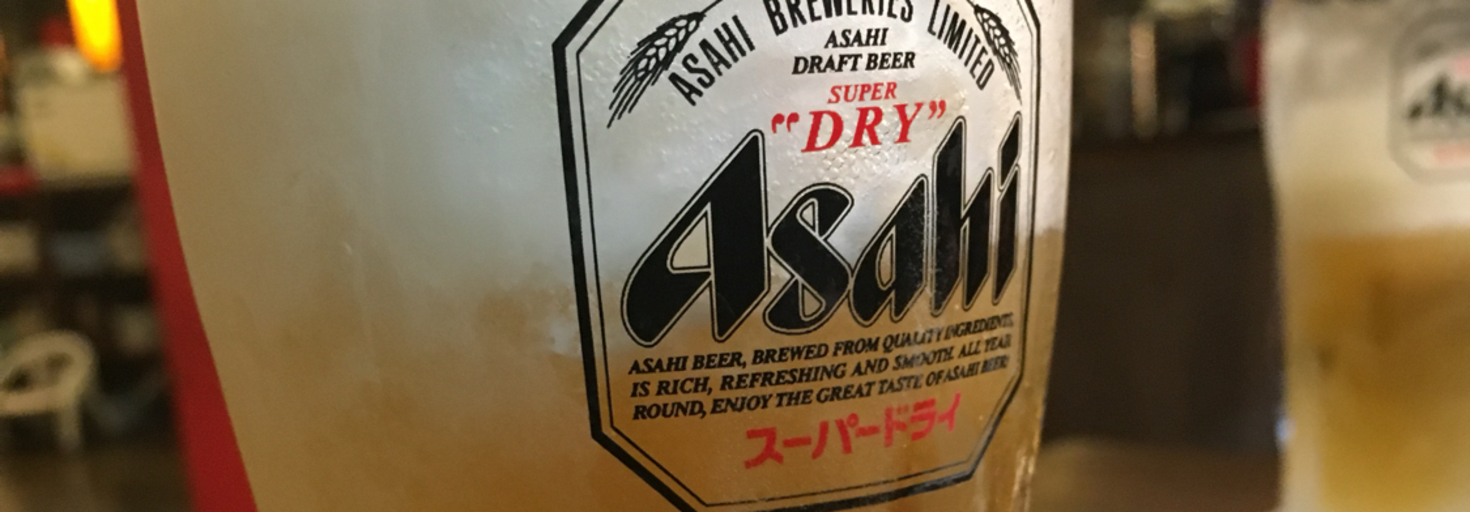 ASAHI BREWERIES LIMITED
ASAHI
DRAFT BEER
SUPER
"DRY"
Asahi
ASAHI BEER, BREWED FROM QUALITY INGREDIENTS,
IS RICH, REFRESHING AND SMOOTH. ALL YEAR
ROUND, ENJOY THE GREAT TASTE OF ASAHI BEER!
スーパードライ